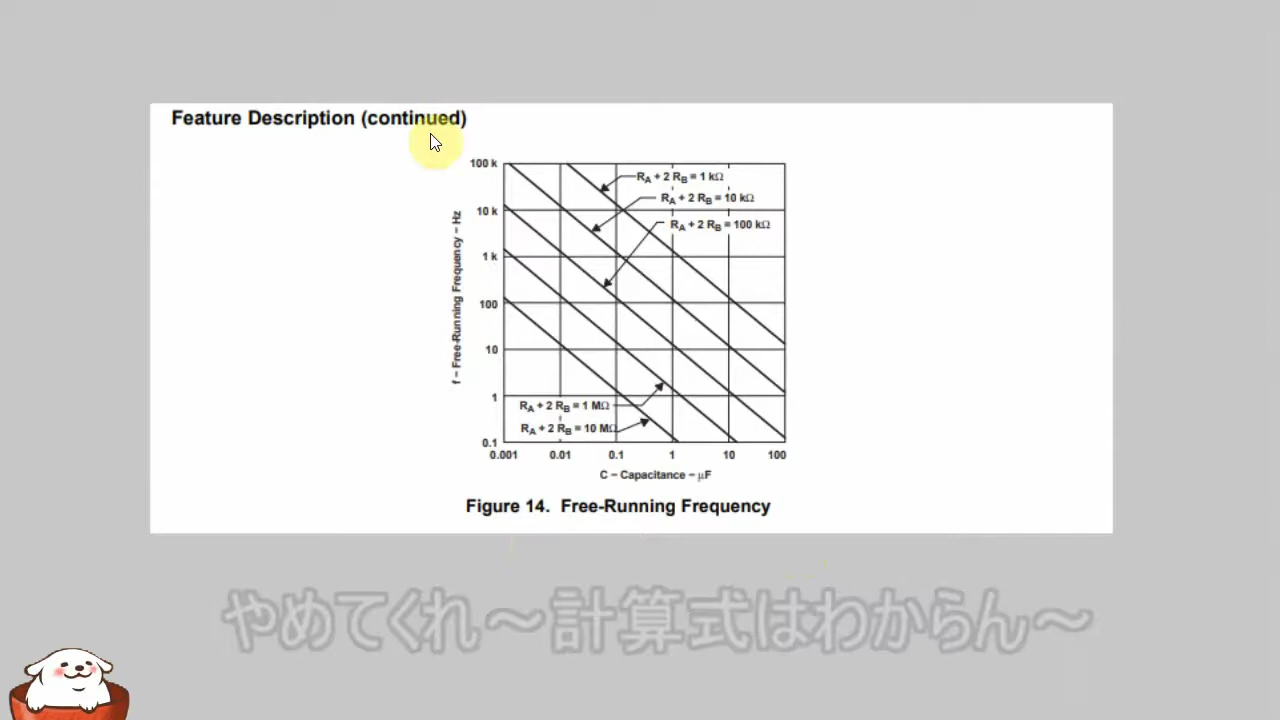 Feature Description (continued)
100 k
10 k
1 k
100
10
1
0.1
f – Free-Running Frequency – Hz
RA + 2 RB = 1 kΩ
RA + 2 RB = 10 kΩ
RA + 2 RB = 100 kΩ
RA + 2 RB = 1 MΩ
RA + 2 RB = 10 MΩ
0.001 0.01 0.1 1 10 100
C – Capacitance – μF
Figure 14. Free-Running Frequency
やめてくれ～計算式はわからん～